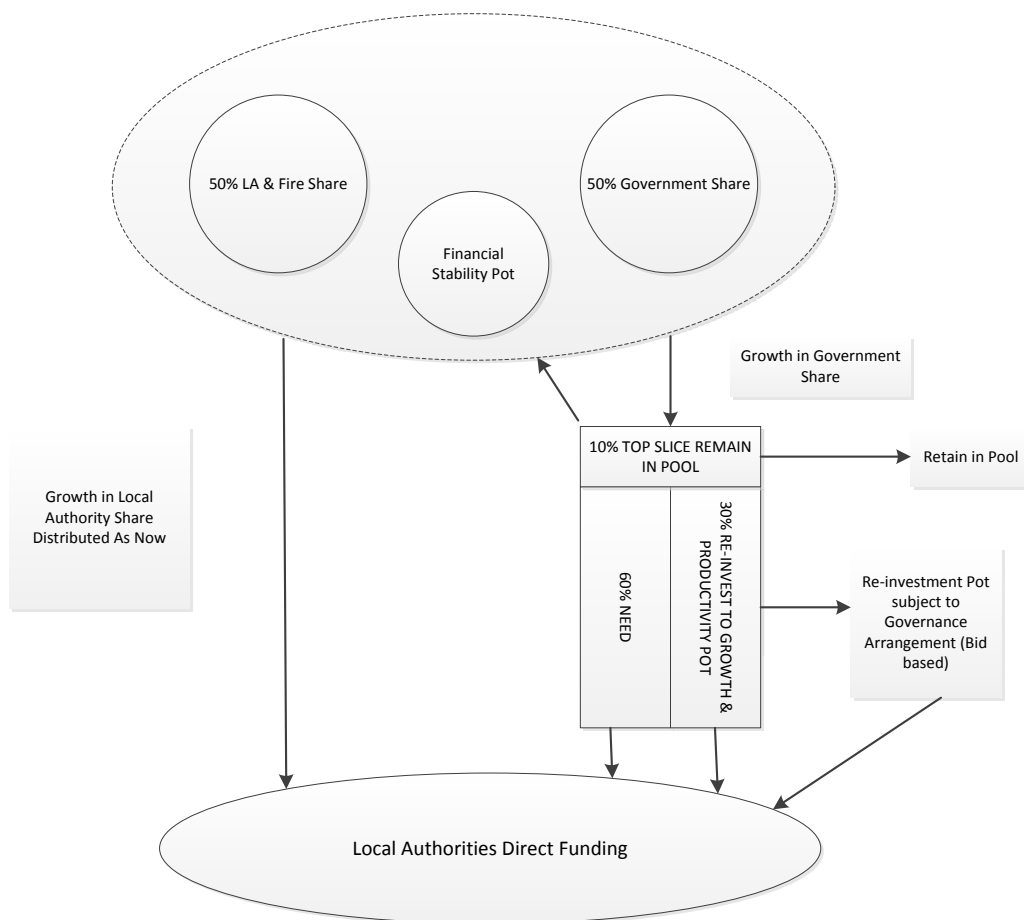 50% LA & Fire Share
50% Government Share
Financial
Stability Pot
Growth in Government
Share
10% TOP SLICE REMAIN
IN POOL
Retain in Pool
Growth in Local
Authority Share
Distributed As Now
60% NEED
30% RE-INVEST TO GROWTH &
PRODUCTIVITY POT
Re-investment Pot
subject to
Governance
Arrangement (Bid
based)
Local Authorities Direct Funding